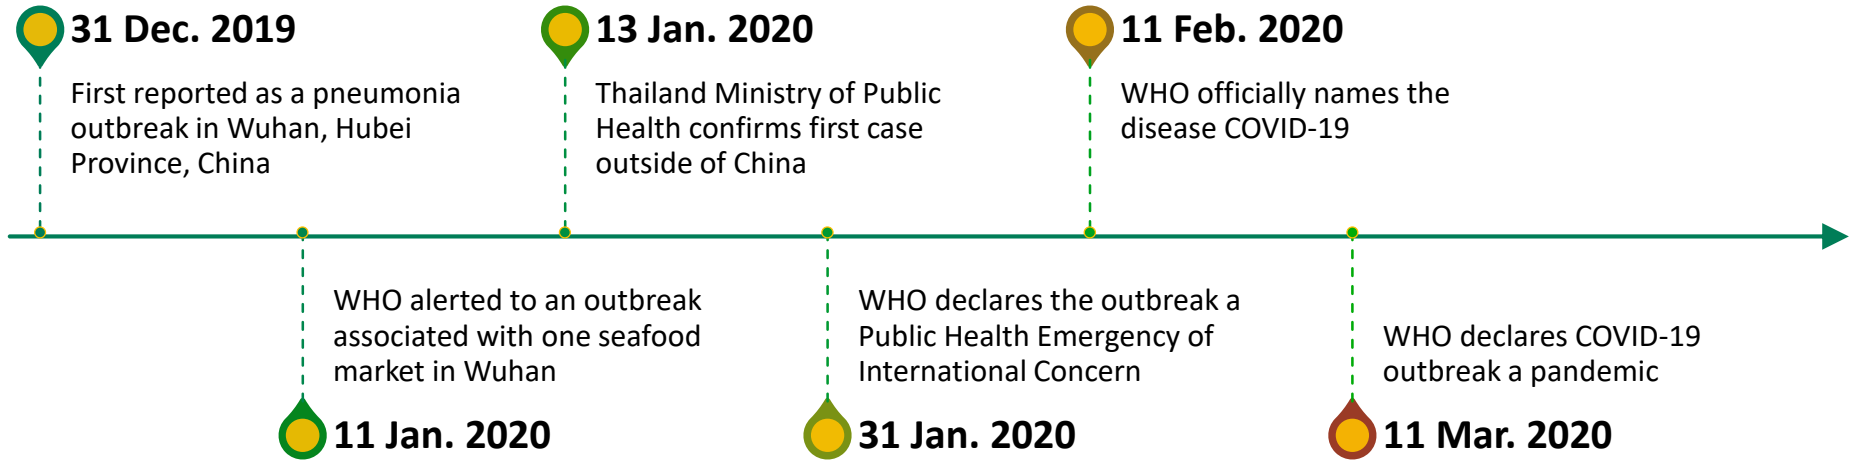 31 Dec. 2019
First reported as a pneumonia
outbreak in Wuhan, Hubei
Province, China
WHO alerted to an outbreak
associated with one seafood
market in Wuhan
11 Jan. 2020
13 Jan. 2020
Thailand Ministry of Public
Health confirms first case
outside of China
WHO declares the outbreak a
Public Health Emergency of
International Concern
31 Jan. 2020
11 Feb. 2020
WHO officially names the
disease COVID-19
WHO declares COVID-19
outbreak a pandemic
11 Mar. 2020